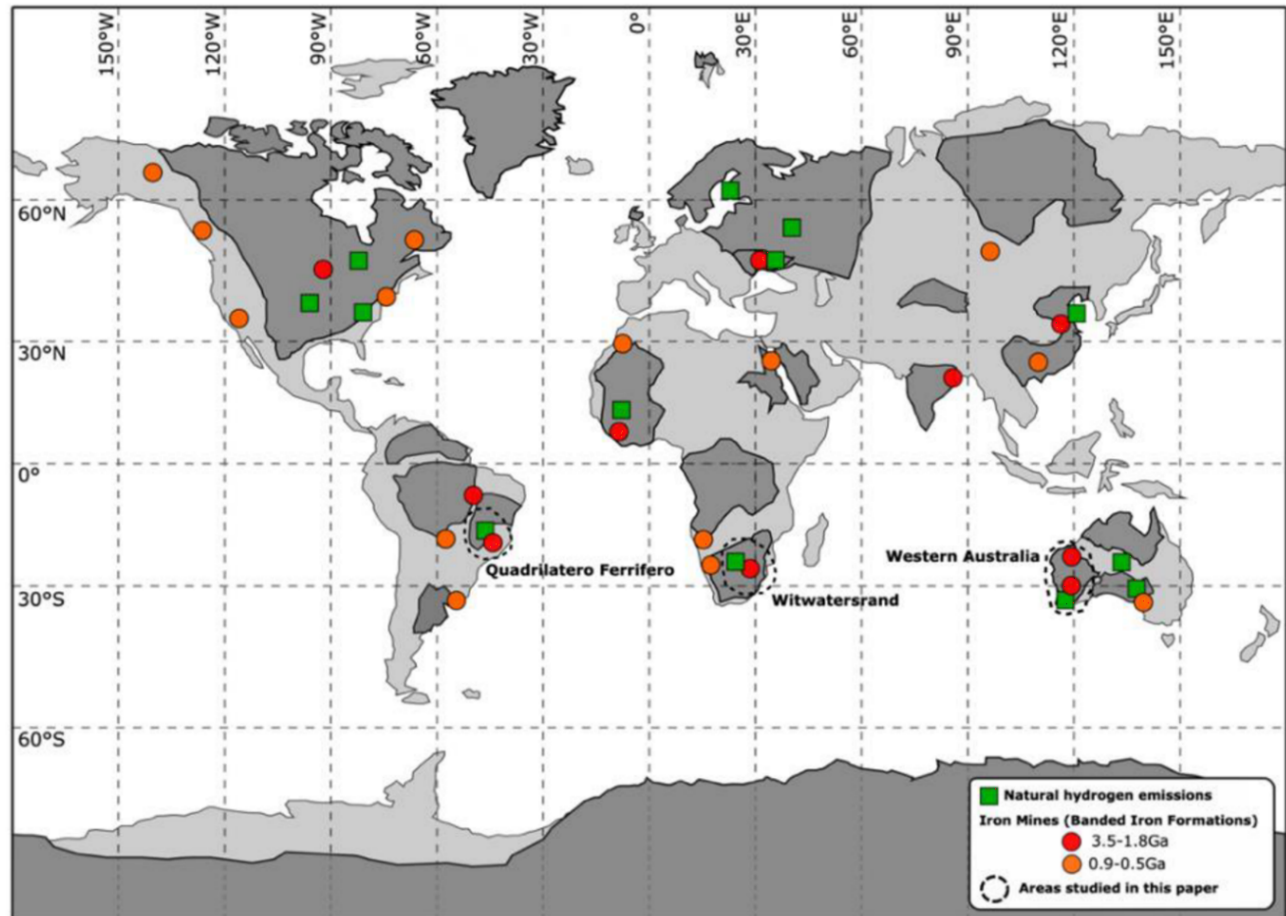 150°W
120°W
90°W
60°W
30°W
0°
30°E
60°E
90°E
120°E
150°E
60°N
30°N
0°
30°S
60°S
Quadrilatero Ferrifero
Witwatersrand
Western Australia
Natural hydrogen emissions
Iron Mines (Banded Iron Formations)
3.5-1.8Ga
0.9-0.5Ga
Areas studied in this paper